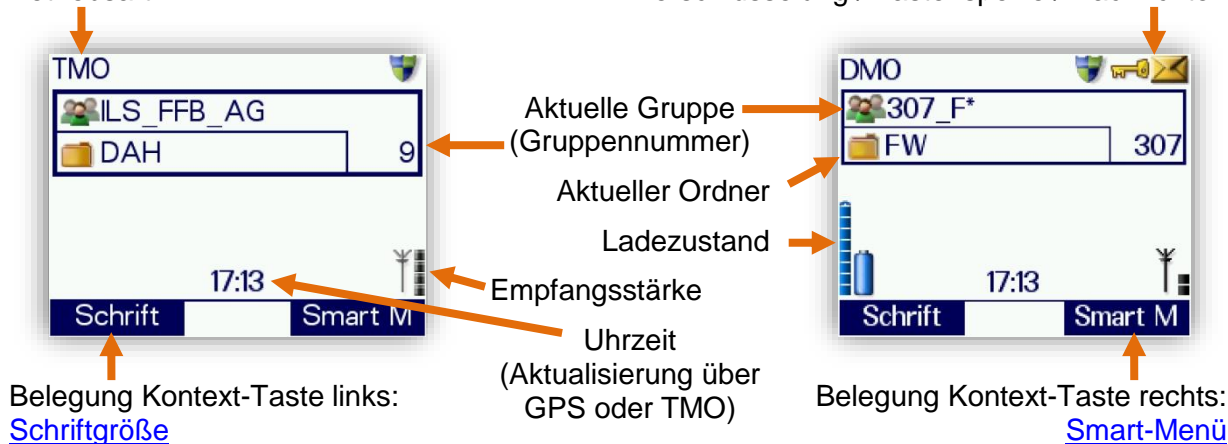 TMO
ILS_FFB_AG
DAH 9
17:13
Schrift Smart M
Aktuelle Gruppe
(Gruppennummer)
Aktueller Ordner
Ladezustand
Empfangsstärke
Uhrzeit
(Aktualisierung über
GPS oder TMO)
DMO
307_F*
FW 307
17:13
Schrift Smart M
Belegung Kontext-Taste links:
Schriftgröße
Belegung Kontext-Taste rechts:
Smart-Menü